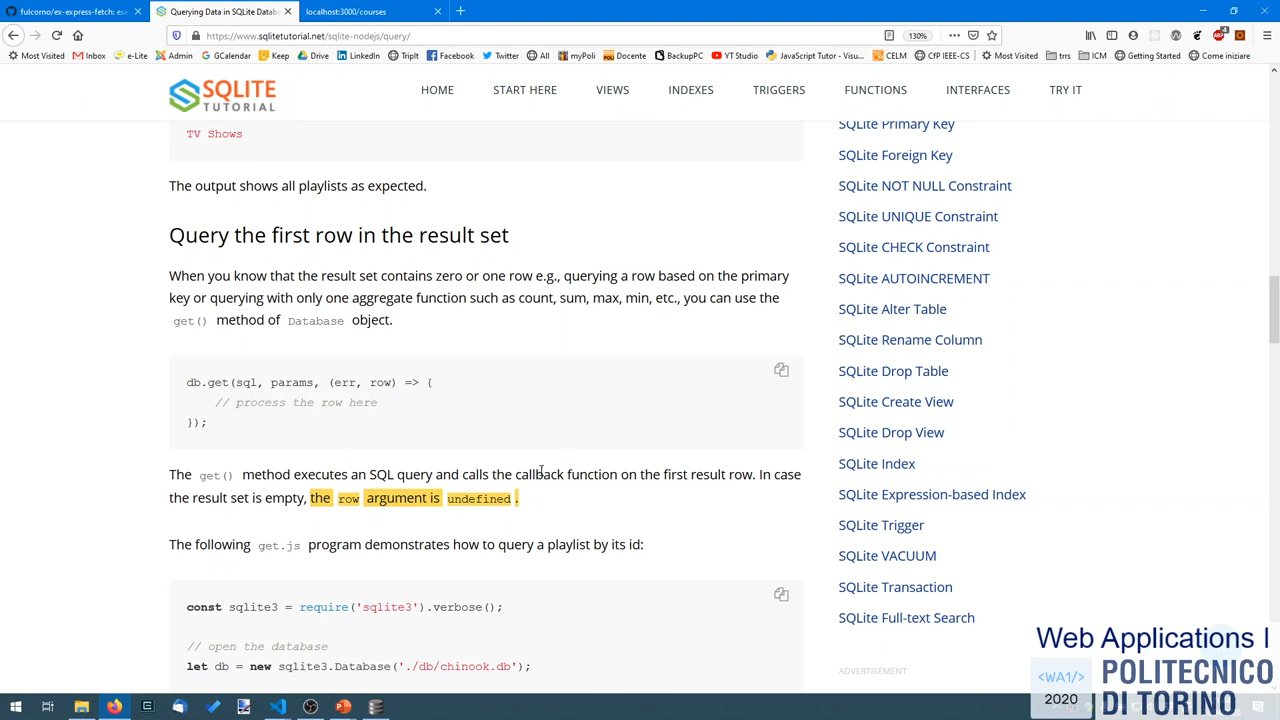 fulcorno/ex-express-fetch: ese
Querying Data in SQLite Datab
localhost:3000/courses
https://www.sqlitetutorial.net/sqlite-nodejs/query/
130%
Most Visited
Inbox
e-Lite
Admin
GCalendar
Keep
Drive
LinkedIn
TripIt
Facebook
Twitter
All
myPoli
Docente
BackupPC
YT Studio
JavaScript Tutor - Visu...
CELM
CfP IEEE-CS
Most Visited
trrs
ICM
Getting Started
Come iniziare
SQLITE
TUTORIAL
HOME
START HERE
VIEWS
INDEXES
TRIGGERS
FUNCTIONS
INTERFACES
TRY IT
TV Shows
The output shows all playlists as expected.
Query the first row in the result set
When you know that the result set contains zero or one row e.g., querying a row based on the primary
key or querying with only one aggregate function such as count, sum, max, min, etc., you can use the
get() method of Database object.
db.get(sql, params, (err, row) => {
// process the row here
});
The get() method executes an SQL query and calls the callback function on the first result row. In case
the result set is empty, the row argument is undefined .
The following get.js program demonstrates how to query a playlist by its id:
const sqlite3 = require('sqlite3').verbose();
// open the database
let db = new sqlite3.Database('./db/chinook.db');
SQLite Primary Key
SQLite Foreign Key
SQLite NOT NULL Constraint
SQLite UNIQUE Constraint
SQLite CHECK Constraint
SQLite AUTOINCREMENT
SQLite Alter Table
SQLite Rename Column
SQLite Drop Table
SQLite Create View
SQLite Drop View
SQLite Index
SQLite Expression-based Index
SQLite Trigger
SQLite VACUUM
SQLite Transaction
SQLite Full-text Search
ADVERTISEMENT
Web Applications I
<WA1/>
2020
POLITECNICO
DI TORINO